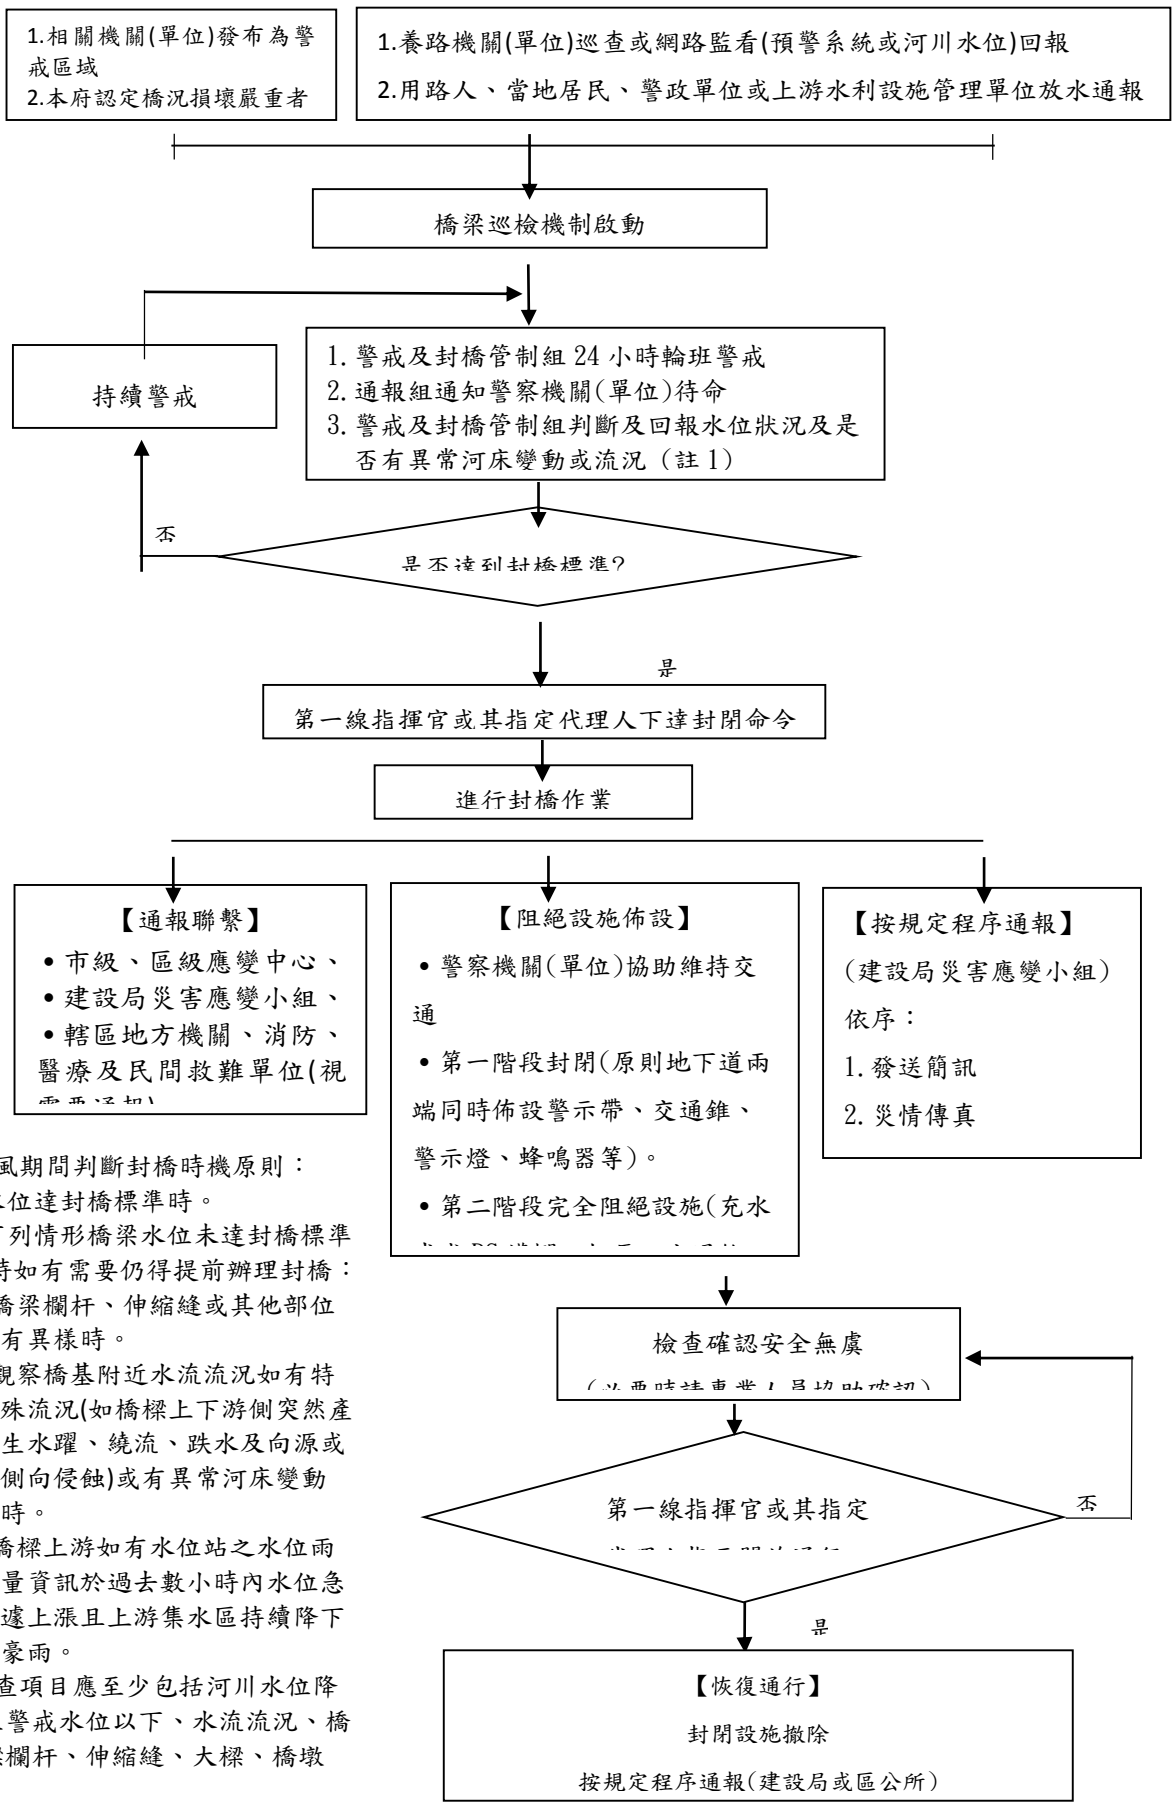 1.相關機關(單位)發布為警
戒區域
2.本府認定橋況損壞嚴重者
1.養路機關(單位)巡查或網路監看(預警系統或河川水位)回報
2.用路人、當地居民、警政單位或上游水利設施管理單位放水通報
橋梁巡檢機制啟動
持續警戒
1. 警戒及封橋管制組 24 小時輪班警戒
2. 通報組通知警察機關(單位)待命
3. 警戒及封橋管制組判斷及回報水位狀況及是
否有異常河床變動或流況 (註 1)
否
是否達到封橋標準?
是
第一線指揮官或其指定代理人下達封閉命令
進行封橋作業
【通報聯繫】
• 市級、區級應變中心、
• 建設局災害應變小組、
• 轄區地方機關、消防、
醫療及民間救難單位(視
需要通報)
【阻絕設施佈設】
• 警察機關(單位)協助維持交
通
• 第一階段封閉(原則地下道兩
端同時佈設警示帶、交通錐、
警示燈、蜂鳴器等)。
• 第二階段完全阻絕設施(充水
【按規定程序通報】
(建設局災害應變小組)
依序：
1. 發送簡訊
2. 災情傳真
風期間判斷封橋時機原則：
位達封橋標準時。
下列情形橋梁水位未達封橋標準
時如有需要仍得提前辦理封橋：
橋梁欄杆、伸縮縫或其他部位
有異樣時。
觀察橋基附近水流流況如有特
殊流況(如橋樑上下游側突然產
生水躍、繞流、跌水及向源或
側向侵蝕)或有異常河床變動
時。
橋樑上游如有水位站之水位雨
量資訊於過去數小時內水位急
遽上漲且上游集水區持續降下
豪雨。
查項目應至少包括河川水位降
警戒水位以下、水流流況、橋
欄杆、伸縮縫、大樑、橋墩
檢查確認安全無虞
(必要時請專業人員協助確認)
第一線指揮官或其指定
否
是
【恢復通行】
封閉設施撤除
按規定程序通報(建設局或區公所)